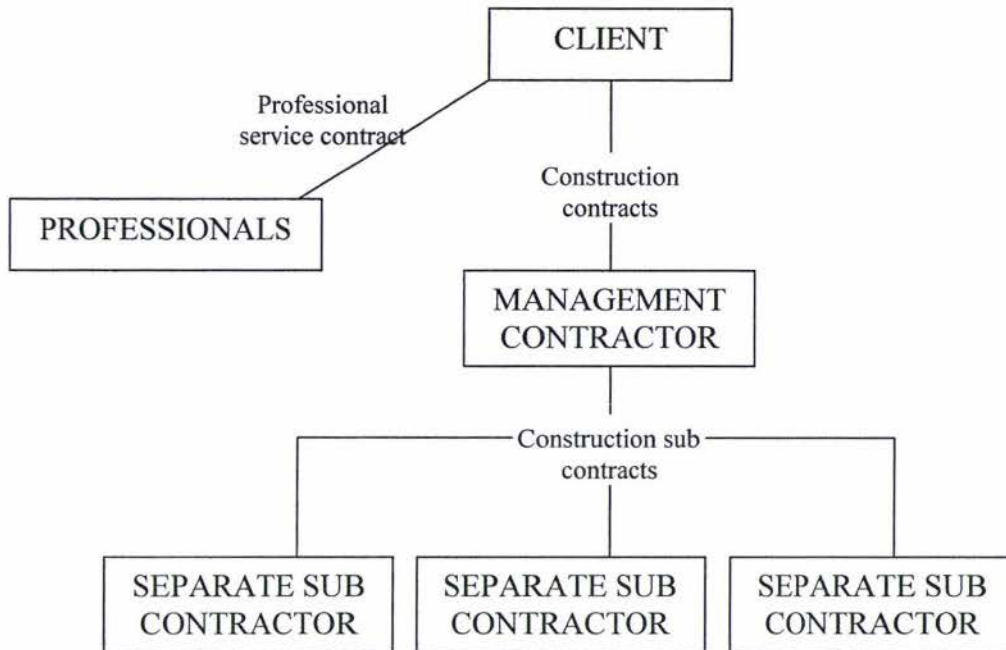 CLIENT
Professional
service contract
Construction
contracts
PROFESSIONALS
MANAGEMENT
CONTRACTOR
Construction sub
contracts
SEPARATE SUB
CONTRACTOR
SEPARATE SUB
CONTRACTOR
SEPARATE SUB
CONTRACTOR